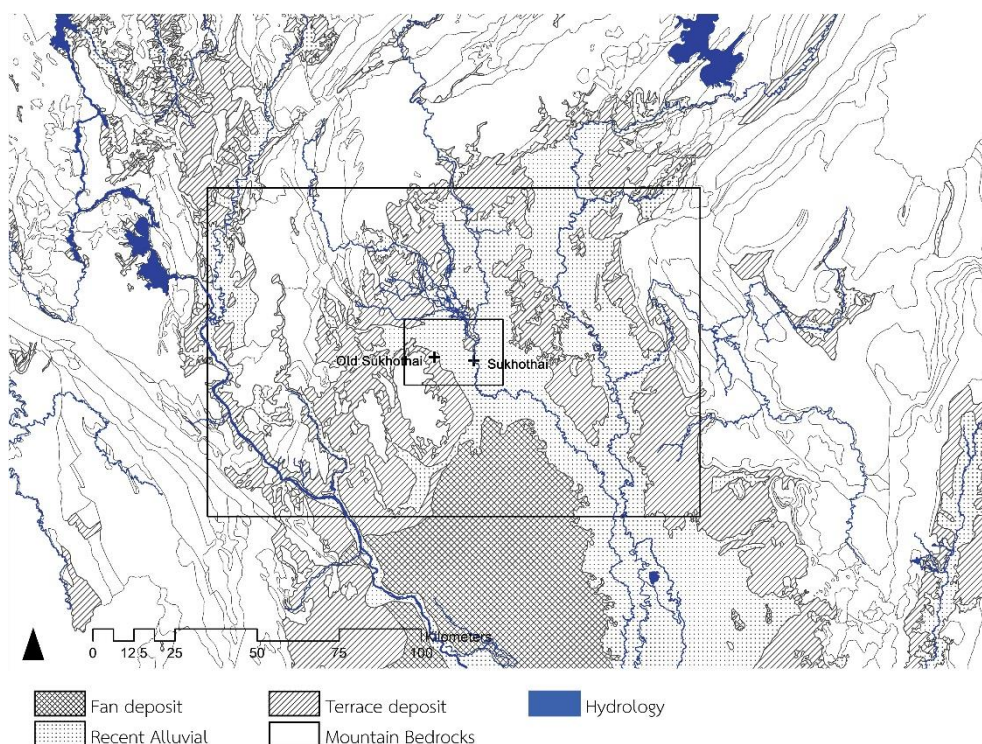 Old Sukhothai
Sukhothai
Kilometers
0 12.5 25 50 75 100
Fan deposit
Terrace deposit
Hydrology
Recent Alluvial
Mountain Bedrocks